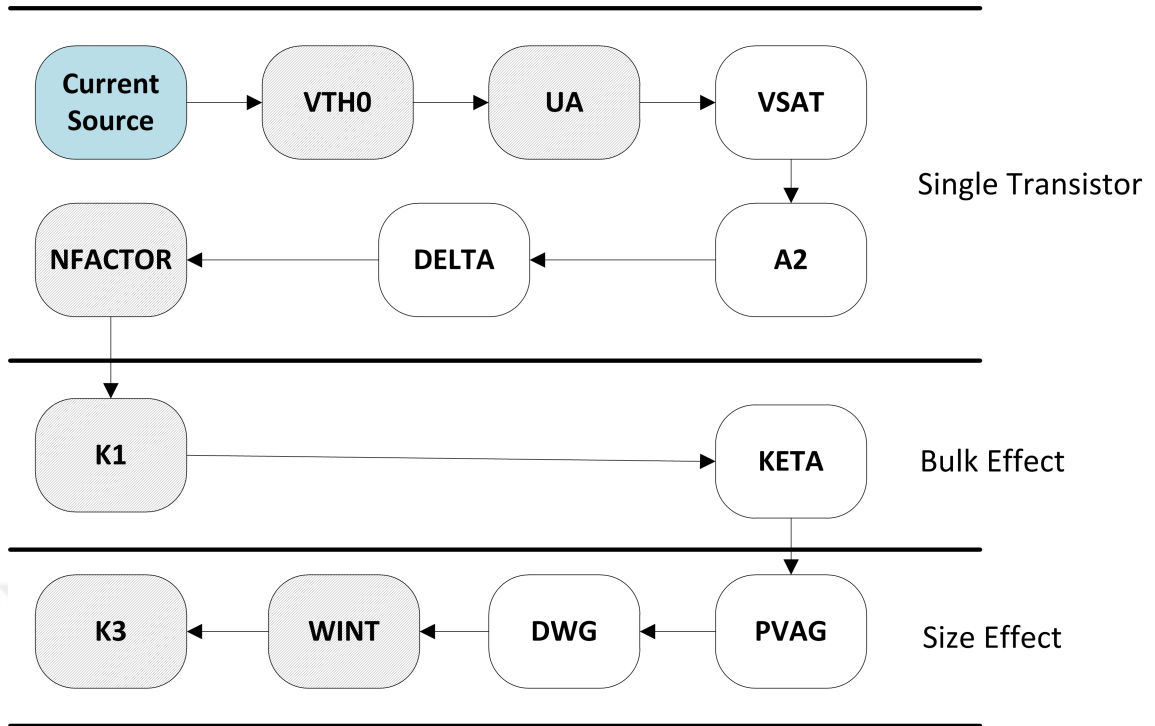 Current
Source
VTH0
UA
VSAT
Single Transistor
NFACTOR
DELTA
A2
K1
KETA
Bulk Effect
K3
WINT
DWG
PVAG
Size Effect